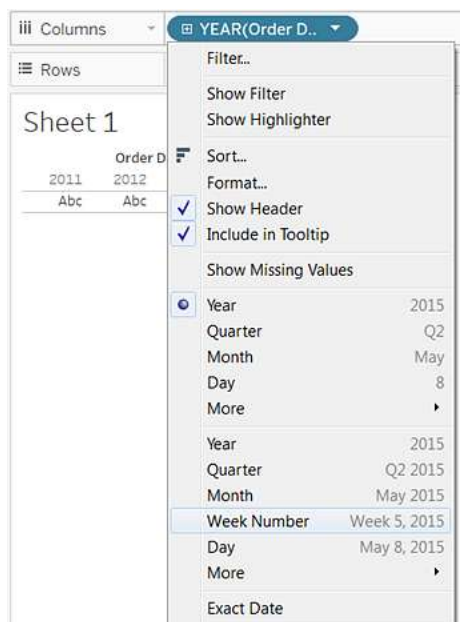 Columns YEAR(Order D..
Rows
Filter...
Show Filter
Show Highlighter
Sheet 1
Order D
2011 2012
Abc Abc
Sort...
Format...
Show Header
Include in Tooltip
Show Missing Values
Year 2015
Quarter Q2
Month May
Day 8
More
Year 2015
Quarter Q2 2015
Month May 2015
Week Number Week 5, 2015
Day May 8, 2015
More
Exact Date